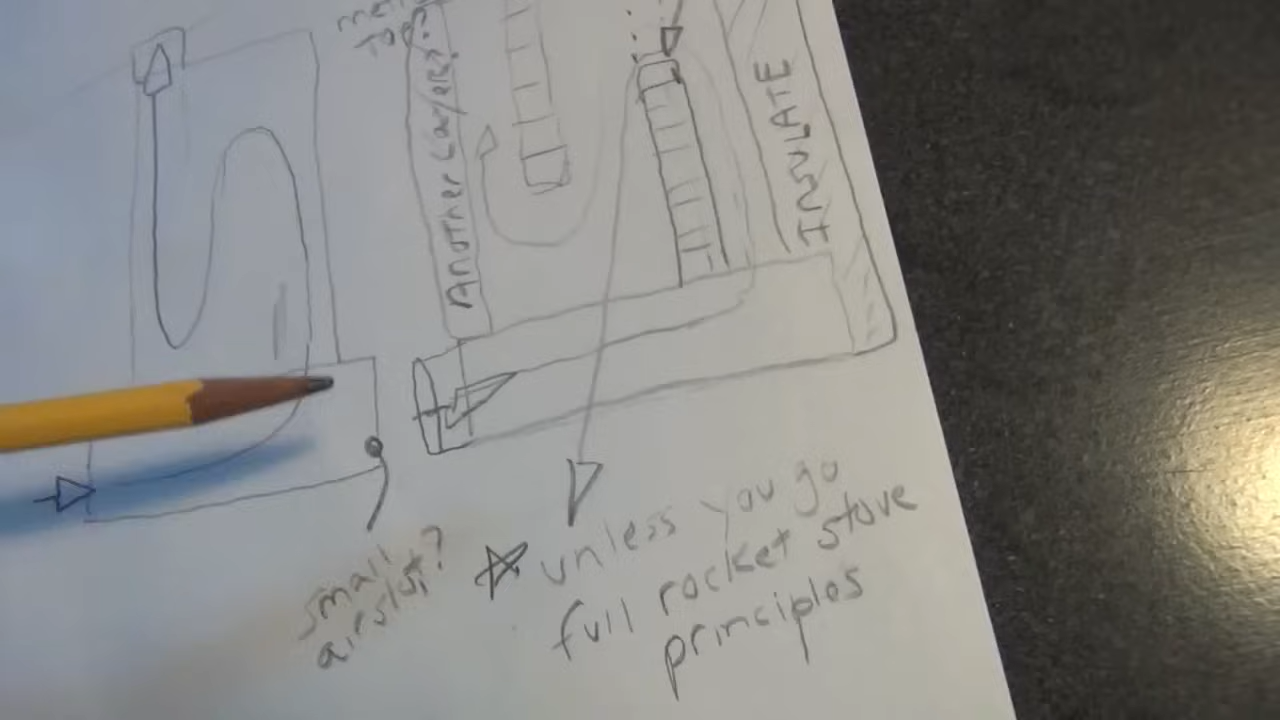 Another Layer?
INSULATE
small
airslot?
unless you go
full rocket stove
principles